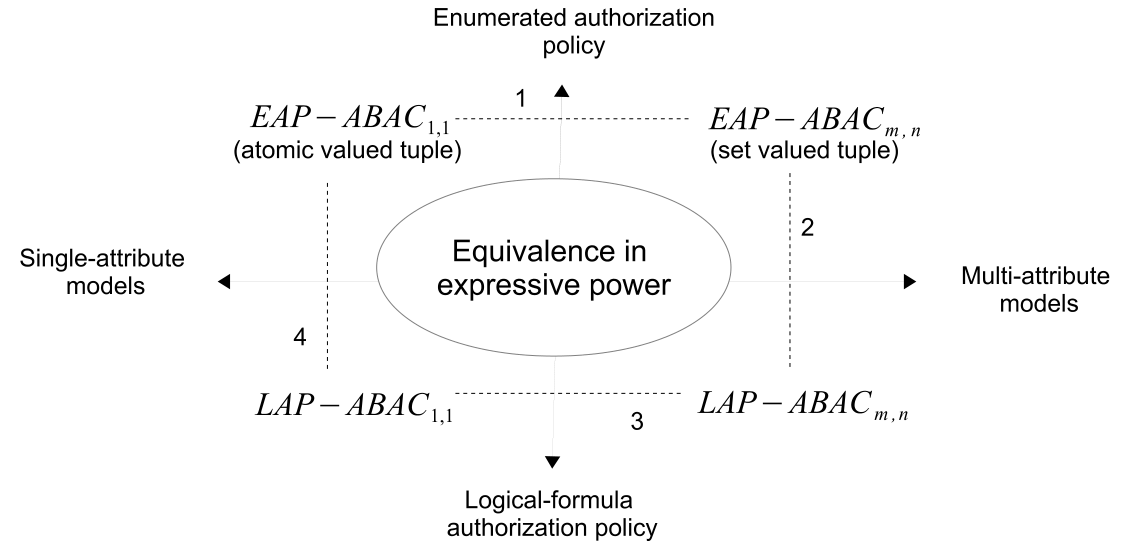 Enumerated authorization
policy
1
EAP – ABAC1,1
(atomic valued tuple)
EAP – ABACm,n
(set valued tuple)
2
Equivalence in
expressive power
Single-attribute
models
Multi-attribute
models
4
LAP – ABAC1,1
3
LAP – ABACm,n
Logical-formula
authorization policy